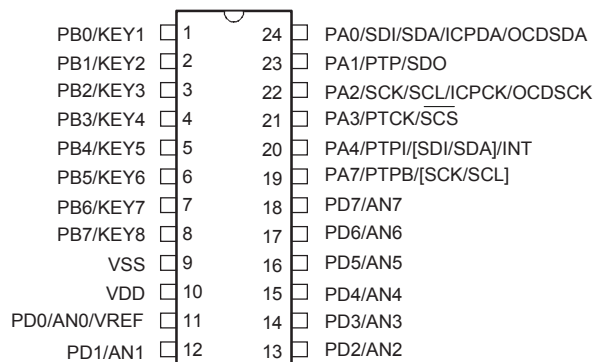 PB0/KEY1 1 24 PA0/SDI/SDA/ICPDA/OCDSDA
PB1/KEY2 2 23 PA1/PTP/SDO
PB2/KEY3 3 22 PA2/SCK/SCL/ICPCK/OCDSCK
PB3/KEY4 4 21 PA3/PTCK/SCS
PB4/KEY5 5 20 PA4/PTPI/[SDI/SDA]/INT
PB5/KEY6 6 19 PA7/PTPB/[SCK/SCL]
PB6/KEY7 7 18 PD7/AN7
PB7/KEY8 8 17 PD6/AN6
VSS 9 16 PD5/AN5
VDD 10 15 PD4/AN4
PD0/AN0/VREF 11 14 PD3/AN3
PD1/AN1 12 13 PD2/AN2